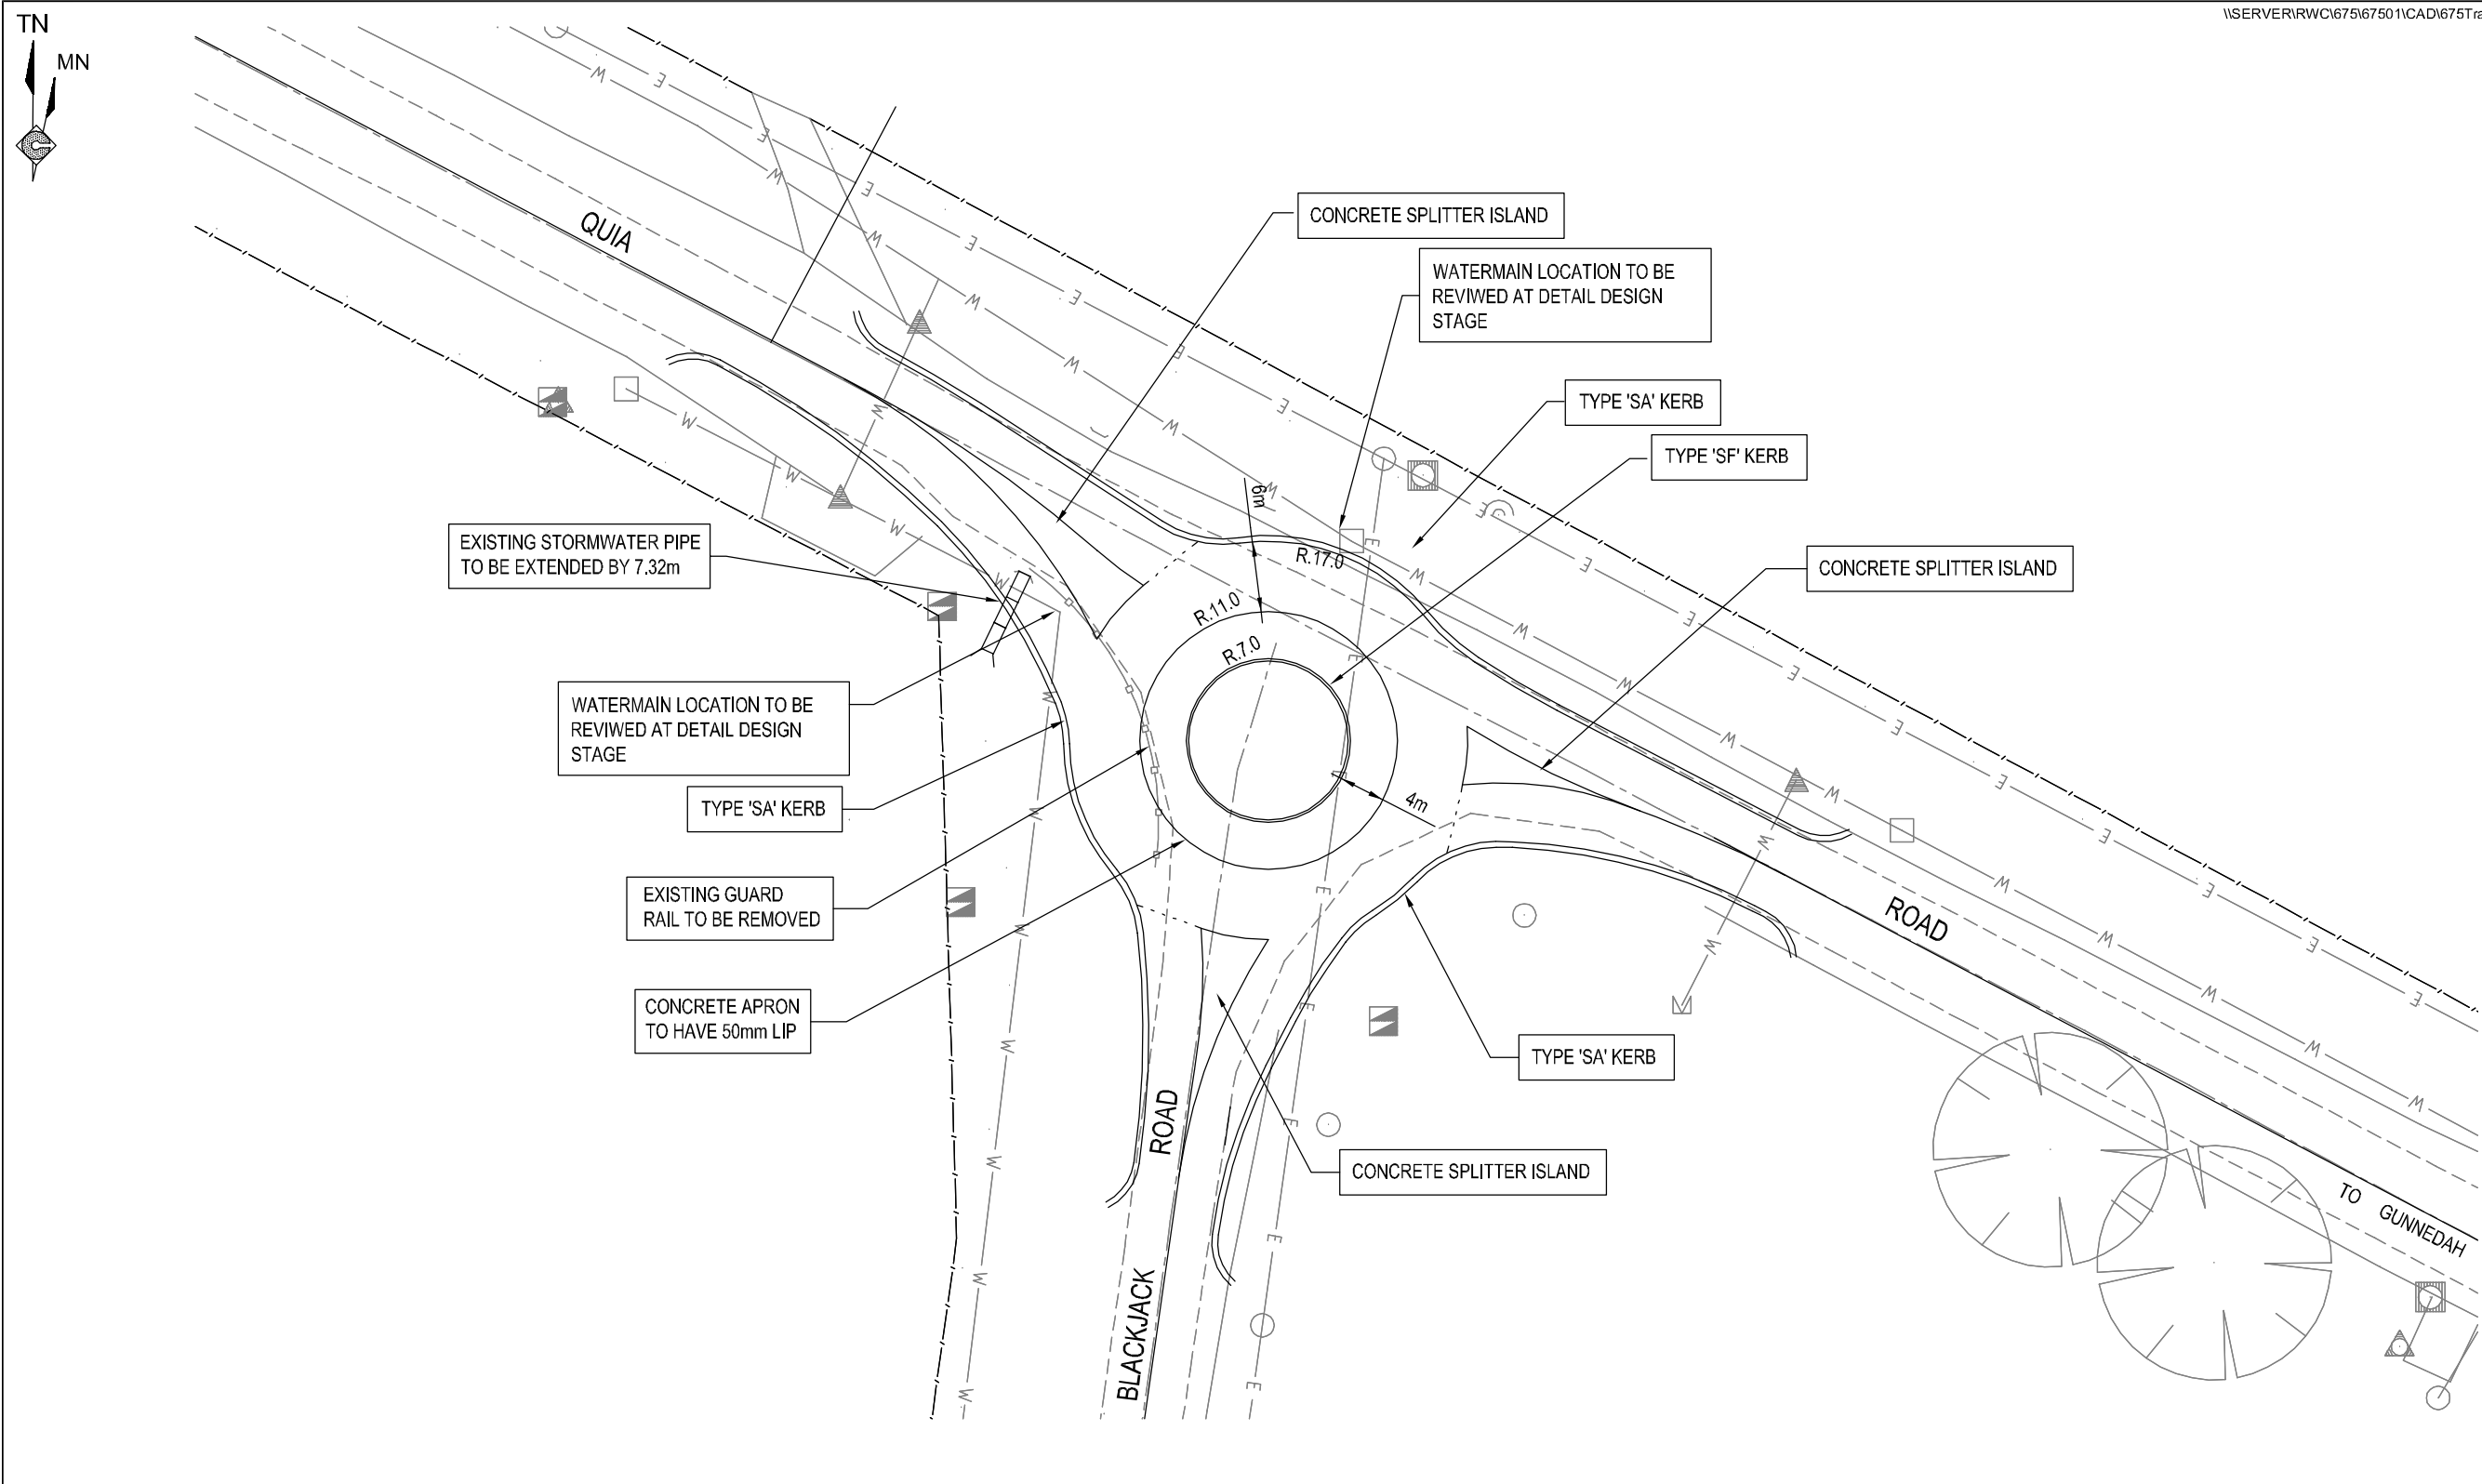 \\SERVER\RWC\675\67501\CAD\675Tra
TN
MN
QUIA
CONCRETE SPLITTER ISLAND
WATERMAIN LOCATION TO BE
REVIWED AT DETAIL DESIGN
STAGE
TYPE 'SA' KERB
TYPE 'SF' KERB
6m
R.17.0
EXISTING STORMWATER PIPE
TO BE EXTENDED BY 7.32m
CONCRETE SPLITTER ISLAND
R.11.0
R.7.0
WATERMAIN LOCATION TO BE
REVIWED AT DETAIL DESIGN
STAGE
TYPE 'SA' KERB
4m
EXISTING GUARD
RAIL TO BE REMOVED
ROAD
CONCRETE APRON
TO HAVE 50mm LIP
TYPE 'SA' KERB
ROAD
CONCRETE SPLITTER ISLAND
TO GUNNEDAH
BLACKJACK